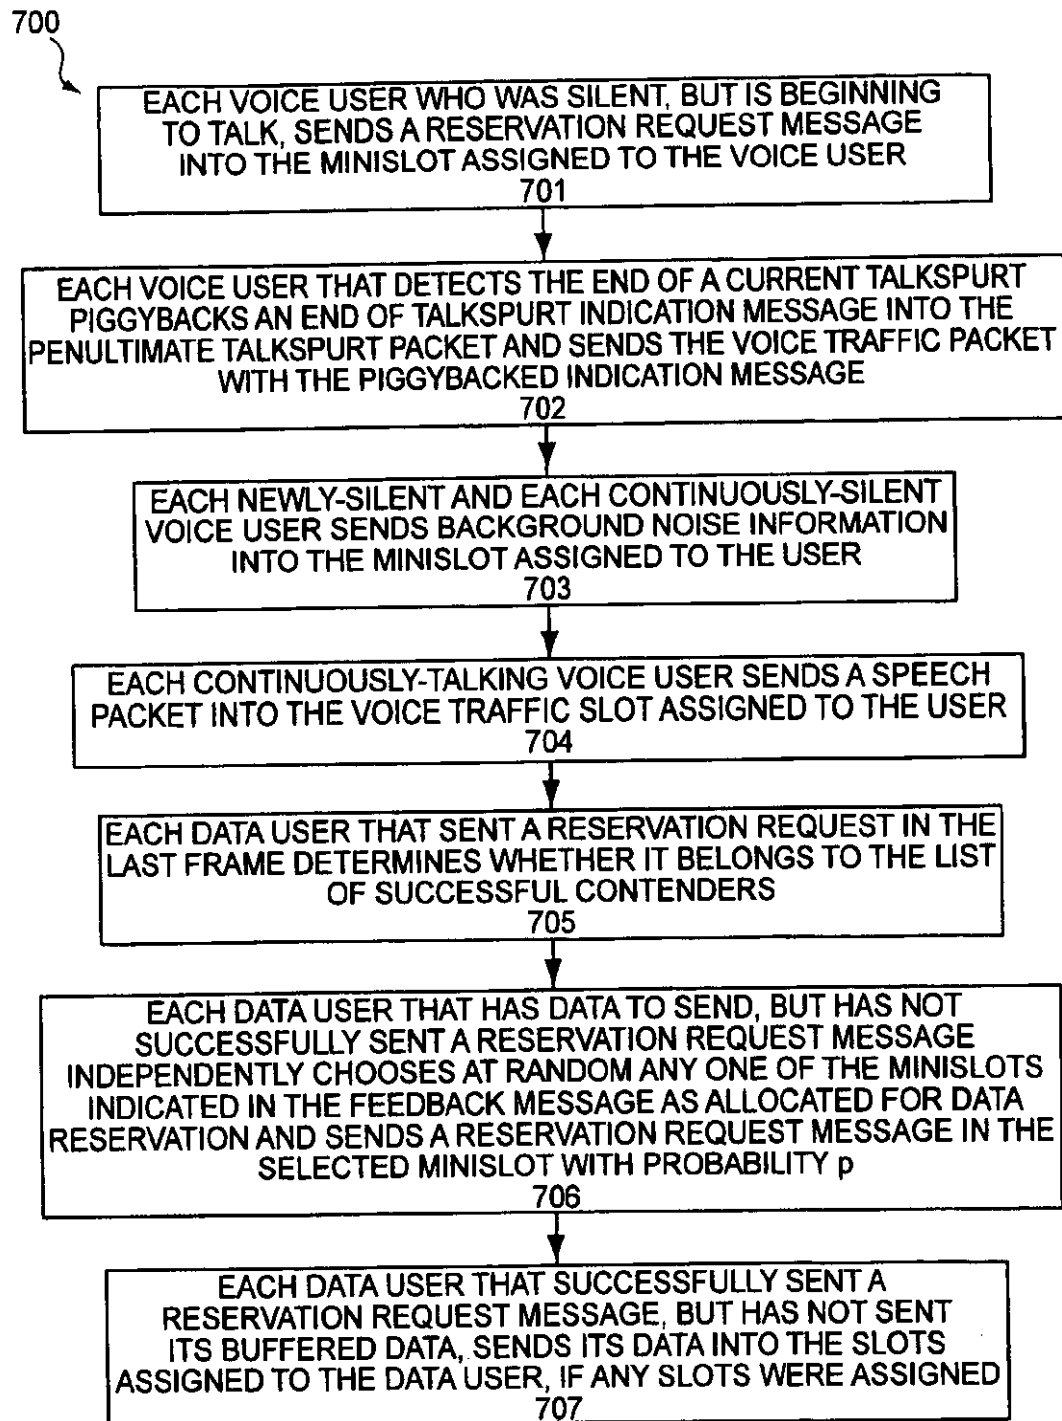 700
EACH VOICE USER WHO WAS SILENT, BUT IS BEGINNING
TO TALK, SENDS A RESERVATION REQUEST MESSAGE
INTO THE MINISLOT ASSIGNED TO THE VOICE USER
701
EACH VOICE USER THAT DETECTS THE END OF A CURRENT TALKSPURT
PIGGYBACKS AN END OF TALKSPURT INDICATION MESSAGE INTO THE
PENULTIMATE TALKSPURT PACKET AND SENDS THE VOICE TRAFFIC PACKET
WITH THE PIGGYBACKED INDICATION MESSAGE
702
EACH NEWLY-SILENT AND EACH CONTINUOUSLY-SILENT
VOICE USER SENDS BACKGROUND NOISE INFORMATION
INTO THE MINISLOT ASSIGNED TO THE USER
703
EACH CONTINUOUSLY-TALKING VOICE USER SENDS A SPEECH
PACKET INTO THE VOICE TRAFFIC SLOT ASSIGNED TO THE USER
704
EACH DATA USER THAT SENT A RESERVATION REQUEST IN THE
LAST FRAME DETERMINES WHETHER IT BELONGS TO THE LIST
OF SUCCESSFUL CONTENDERS
705
EACH DATA USER THAT HAS DATA TO SEND, BUT HAS NOT
SUCCESSFULLY SENT A RESERVATION REQUEST MESSAGE
INDEPENDENTLY CHOOSES AT RANDOM ANY ONE OF THE MINISLOTS
INDICATED IN THE FEEDBACK MESSAGE AS ALLOCATED FOR DATA
RESERVATION AND SENDS A RESERVATION REQUEST MESSAGE IN THE
SELECTED MINISLOT WITH PROBABILITY p
706
EACH DATA USER THAT SUCCESSFULLY SENT A
RESERVATION REQUEST MESSAGE, BUT HAS NOT SENT
ITS BUFFERED DATA, SENDS ITS DATA INTO THE SLOTS
ASSIGNED TO THE DATA USER, IF ANY SLOTS WERE ASSIGNED
707